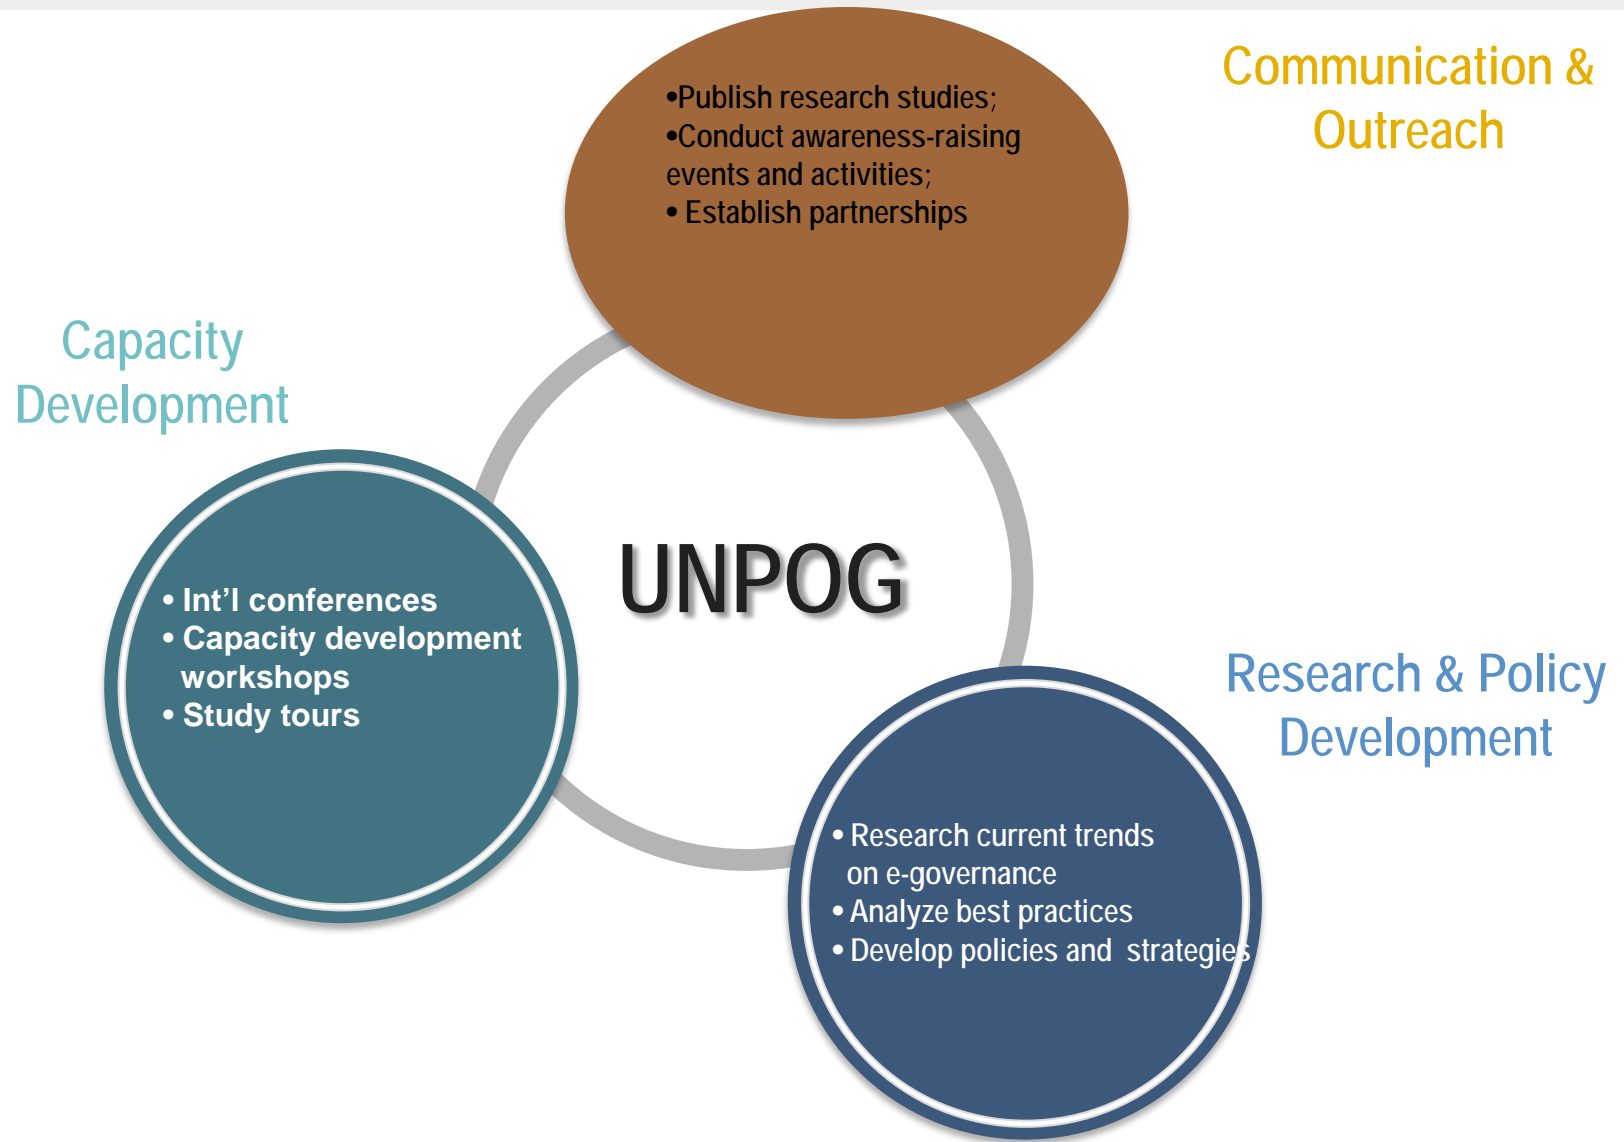 Communication &
Outreach
•Publish research studies;
•Conduct awareness-raising
events and activities;
• Establish partnerships
Capacity
Development
• Int'l conferences
• Capacity development
workshops
• Study tours
UNPOG
Research & Policy
Development
• Research current trends
on e-governance
• Analyze best practices
• Develop policies and  strategies